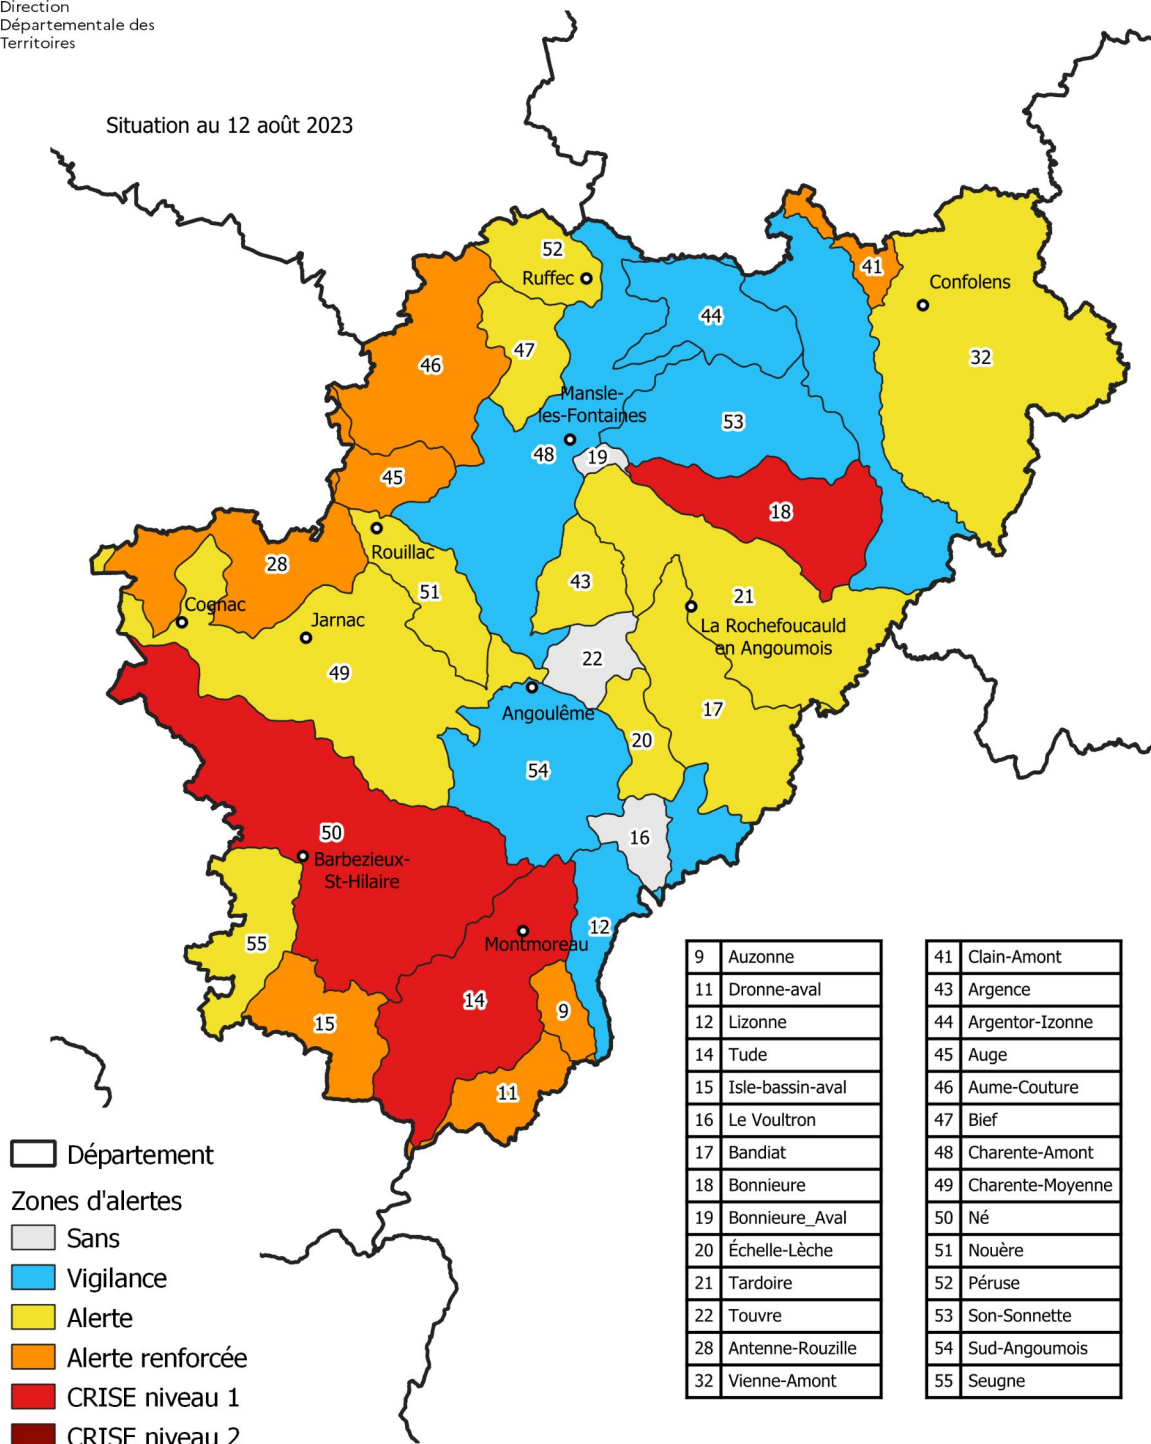 Direction
Départementale des
Territoires
Situation au 12 août 2023
52
Ruffec
41
Confolens
44
47
32
46
Mansle-
les-Fontaines
53
48
19
45
18
Rouillac
28
43
51
21
Cognac
Jarnac
La Rochefoucauld
en Angoumois
22
49
17
Angoulême
20
54
50
16
Barbezieux-
St-Hilaire
12
55
Montmoreau
14
9
15
11
9 Auzonne
11 Dronne-aval
12 Lizonne
14 Tude
15 Isle-bassin-aval
16 Le Voultron
17 Bandiat
18 Bonnieure
19 Bonnieure_Aval
20 Échelle-Lèche
21 Tardoire
22 Touvre
28 Antenne-Rouzille
32 Vienne-Amont
41 Clain-Amont
43 Argence
44 Argentor-Izonne
45 Auge
46 Aume-Couture
47 Bief
48 Charente-Amont
49 Charente-Moyenne
50 Né
51 Nouère
52 Péruse
53 Son-Sonnette
54 Sud-Angoumois
55 Seugne
Département
Zones d'alertes
Sans
Vigilance
Alerte
Alerte renforcée
CRISE niveau 1
CRISE niveau 2